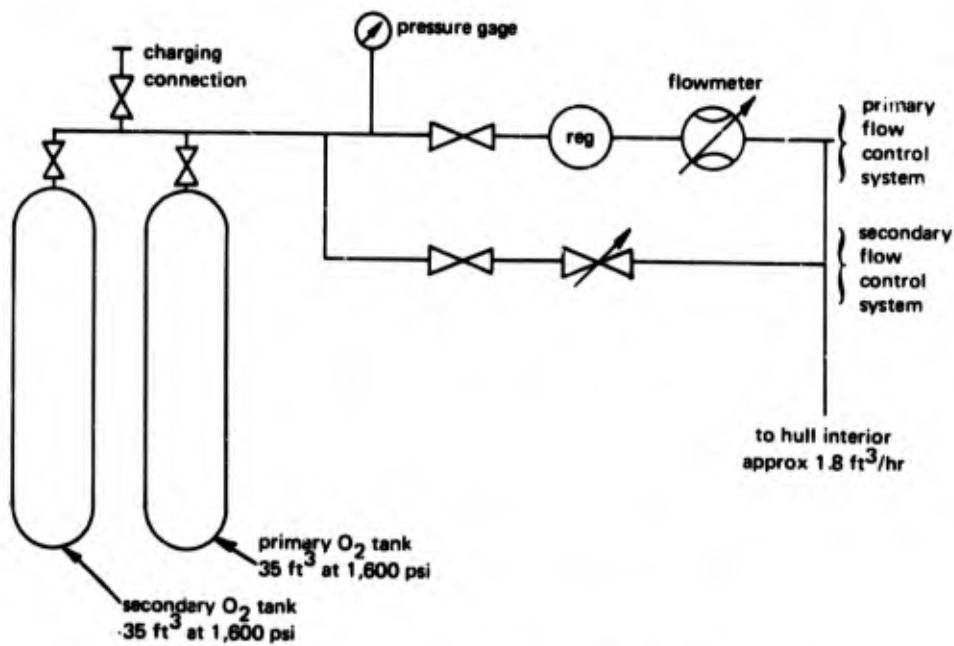 pressure gage
charging
connection
flowmeter
primary
flow
control
system
reg
secondary
flow
control
system
to hull interior
approx 1.8 ft³/hr
primary O₂ tank
35 ft³ at 1,600 psi
secondary O₂ tank
35 ft³ at 1,600 psi